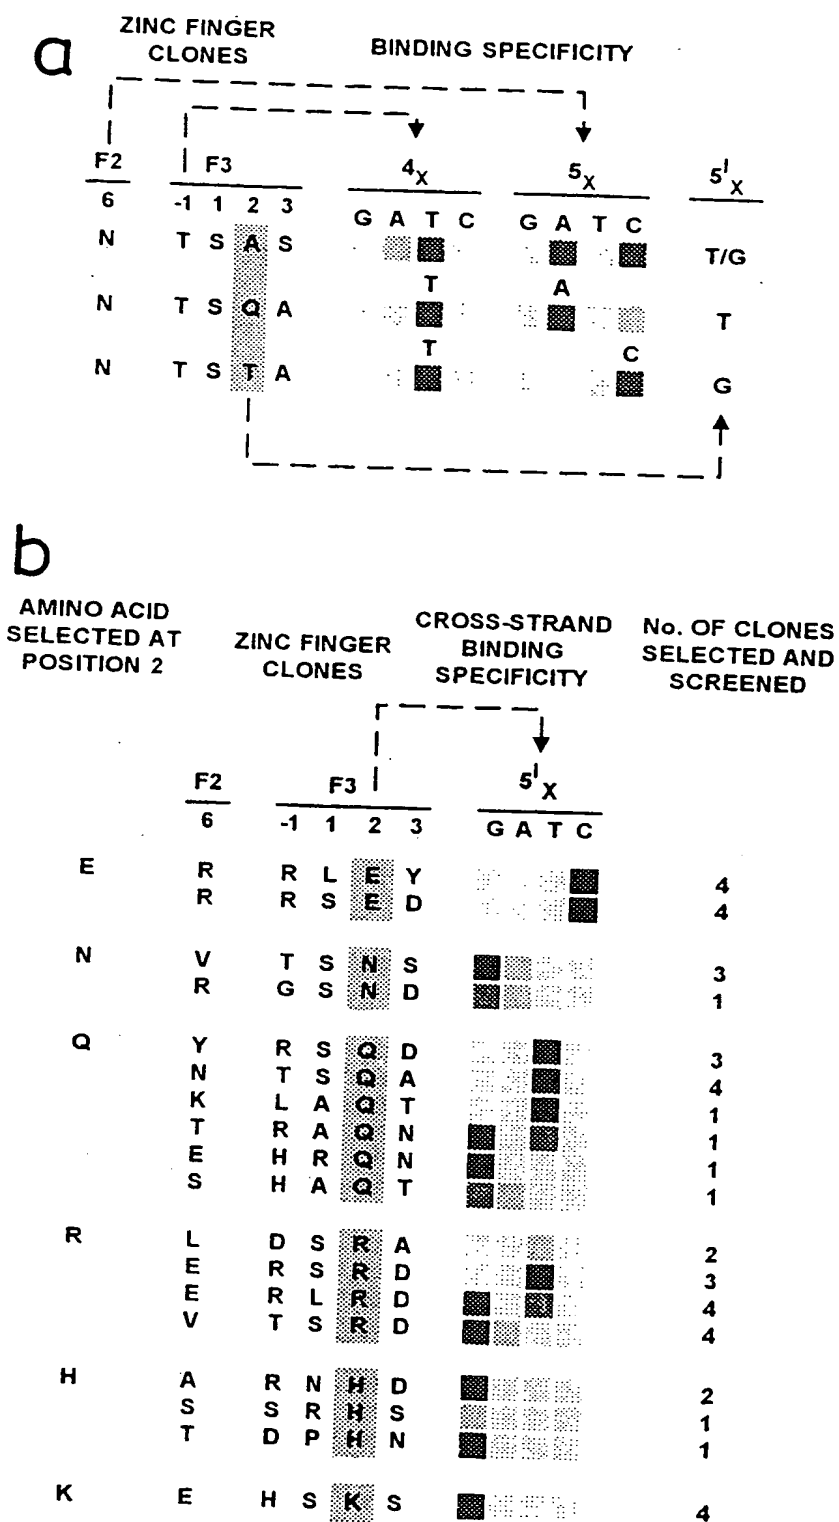 a
ZINC FINGER CLONES
BINDING SPECIFICITY
F2 F3 4X 5X 5'X
6 -1 1 2 3 G A T C G A T C
N T S A S T/G
T A
N T S Q A T
T C
N T S T A G
b
AMINO ACID SELECTED AT POSITION 2
ZINC FINGER CLONES
CROSS-STRAND BINDING SPECIFICITY
No. OF CLONES SELECTED AND SCREENED
F2 F3 5'X
6 -1 1 2 3 G A T C
E R R L E Y 4
R R S E D 4
N V T S N S 3
R G S N D 1
Q Y R S Q D 3
N T S Q A 4
K L A Q T 1
T R A Q N 1
E H R Q N 1
S H A Q T 1
R L D S R A 2
E R S R D 3
E R L R D 4
V T S R D 4
H A R N H D 2
S S R H S 1
T D P H N 1
K E H S K S 4